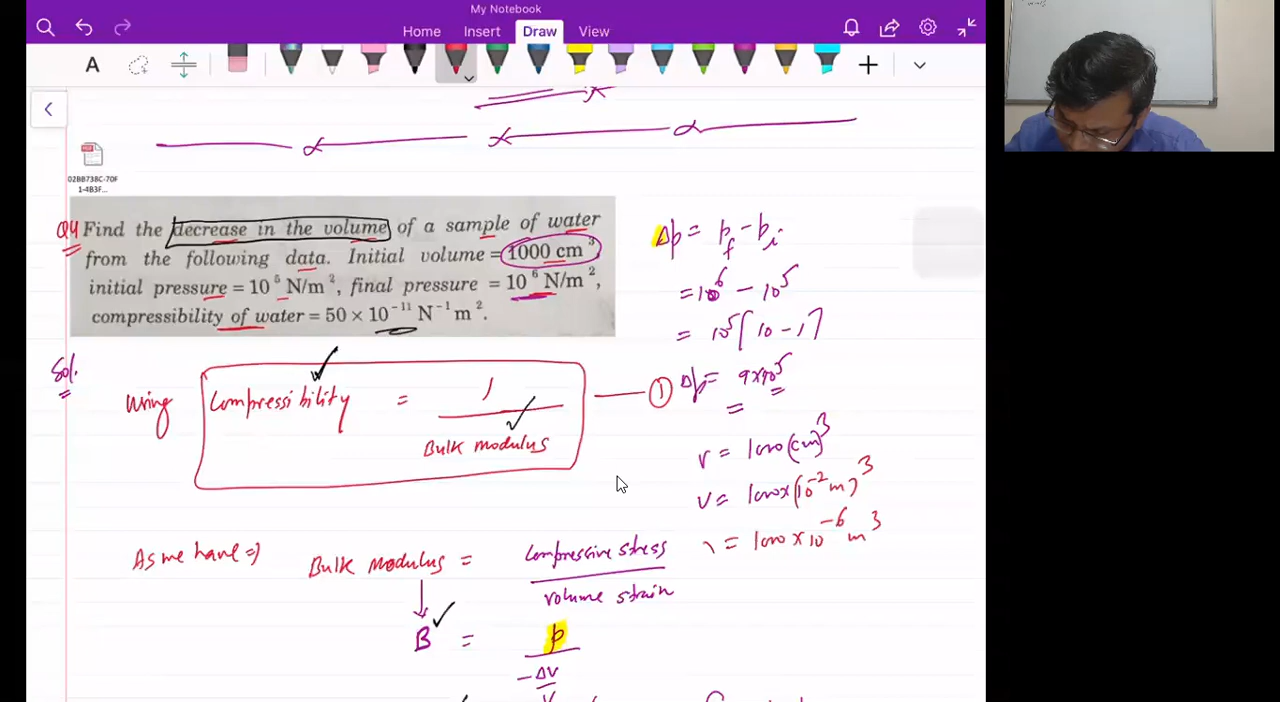 My Notebook
Home Insert Draw View
A
02BB738C-70F
1-4B3F...
Q4 Find the decrease in the volume of a sample of water
from the following data. Initial volume = 1000 cm³
initial pressure = 10⁵ N/m², final pressure = 10⁶ N/m²,
compressibility of water = 50 × 10⁻¹¹ N⁻¹ m².
Δp = p_f - p_i
= 10⁶ - 10⁵
= 10⁵ [10 - 1]
Δp = 9×10⁵
Sol.
Using Compressibility = 1 / Bulk modulus — ①
V = 1000 (cm)³
V = 1000 × (10⁻² m)³
V = 1000 × 10⁻⁶ m³
As we have ⇒ Bulk Modulus = Compressive stress / volume strain
B = p / -ΔV / V